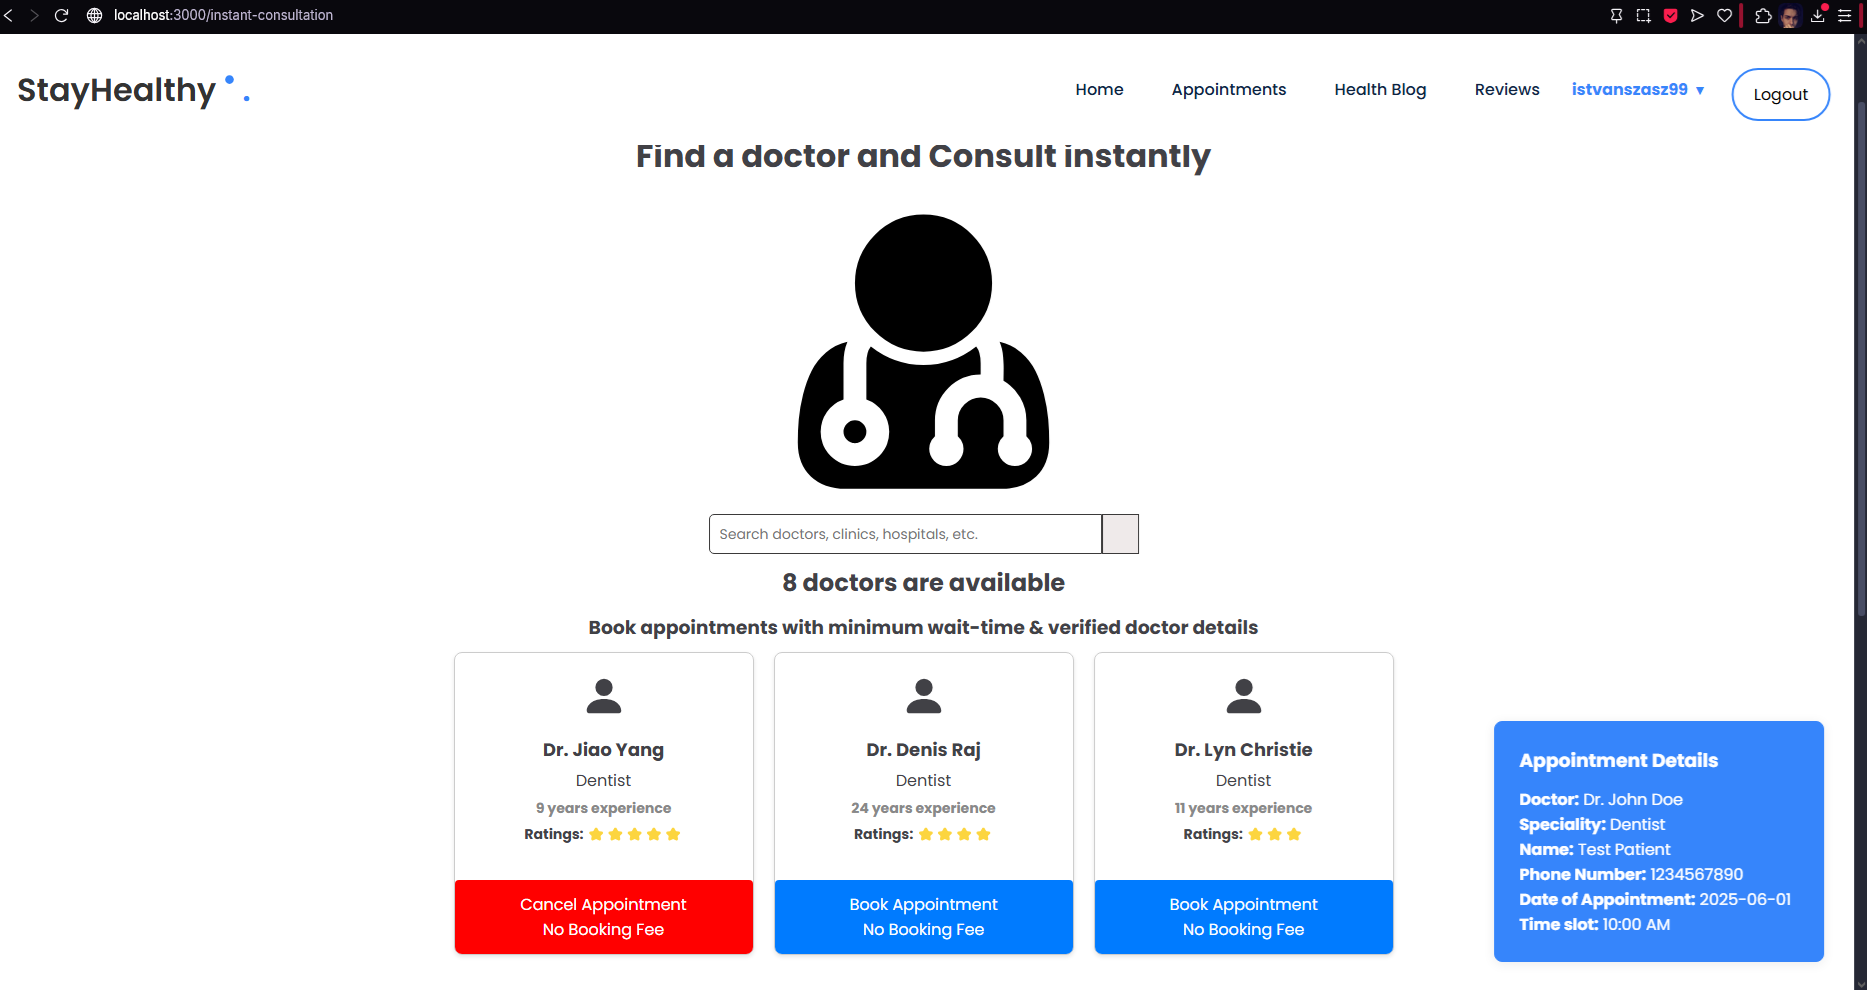 localhost:3000/instant-consultation
StayHealthy
Home
Appointments
Health Blog
Reviews
istvanszasz99 ▼
Logout
Find a doctor and Consult instantly
Search doctors, clinics, hospitals, etc.
8 doctors are available
Book appointments with minimum wait-time & verified doctor details
Dr. Jiao Yang
Dentist
9 years experience
Ratings:
Cancel Appointment
No Booking Fee
Dr. Denis Raj
Dentist
24 years experience
Ratings:
Book Appointment
No Booking Fee
Dr. Lyn Christie
Dentist
11 years experience
Ratings:
Book Appointment
No Booking Fee
Appointment Details
Doctor: Dr. John Doe
Speciality: Dentist
Name: Test Patient
Phone Number: 1234567890
Date of Appointment: 2025-06-01
Time slot: 10:00 AM